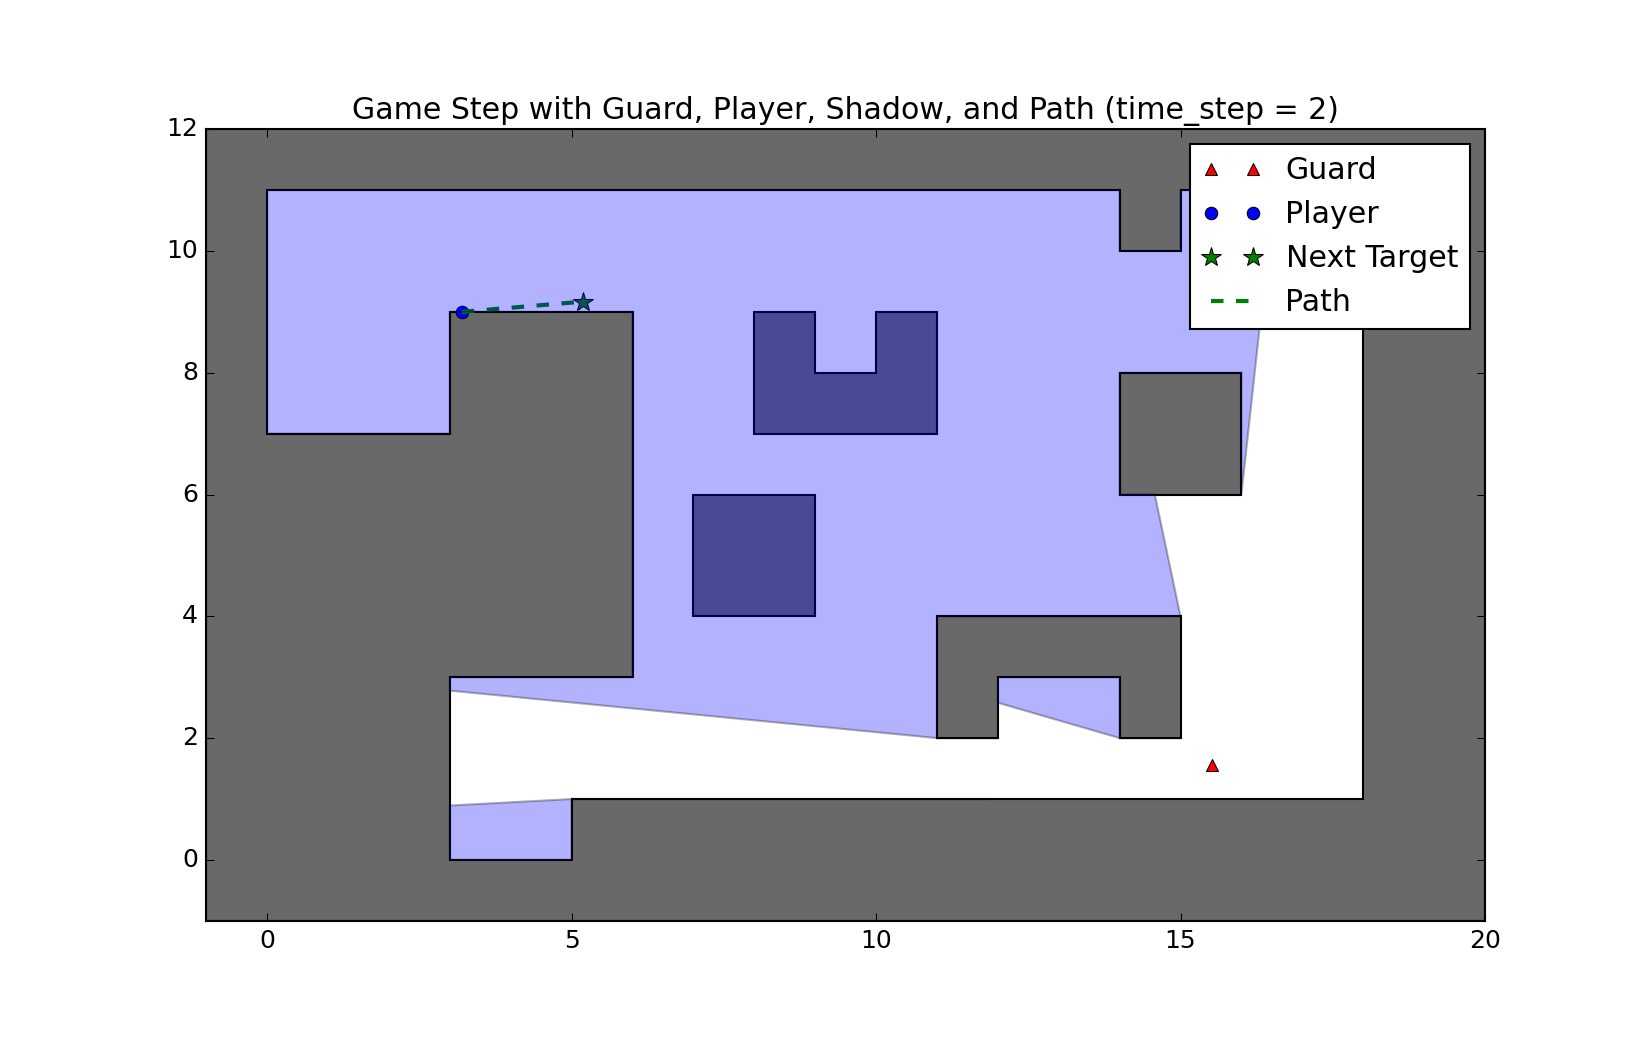 Game Step with Guard, Player, Shadow, and Path (time_step = 2)
12
10
8
6
4
2
0
0 5 10 15 20
Guard
Player
Next Target
Path